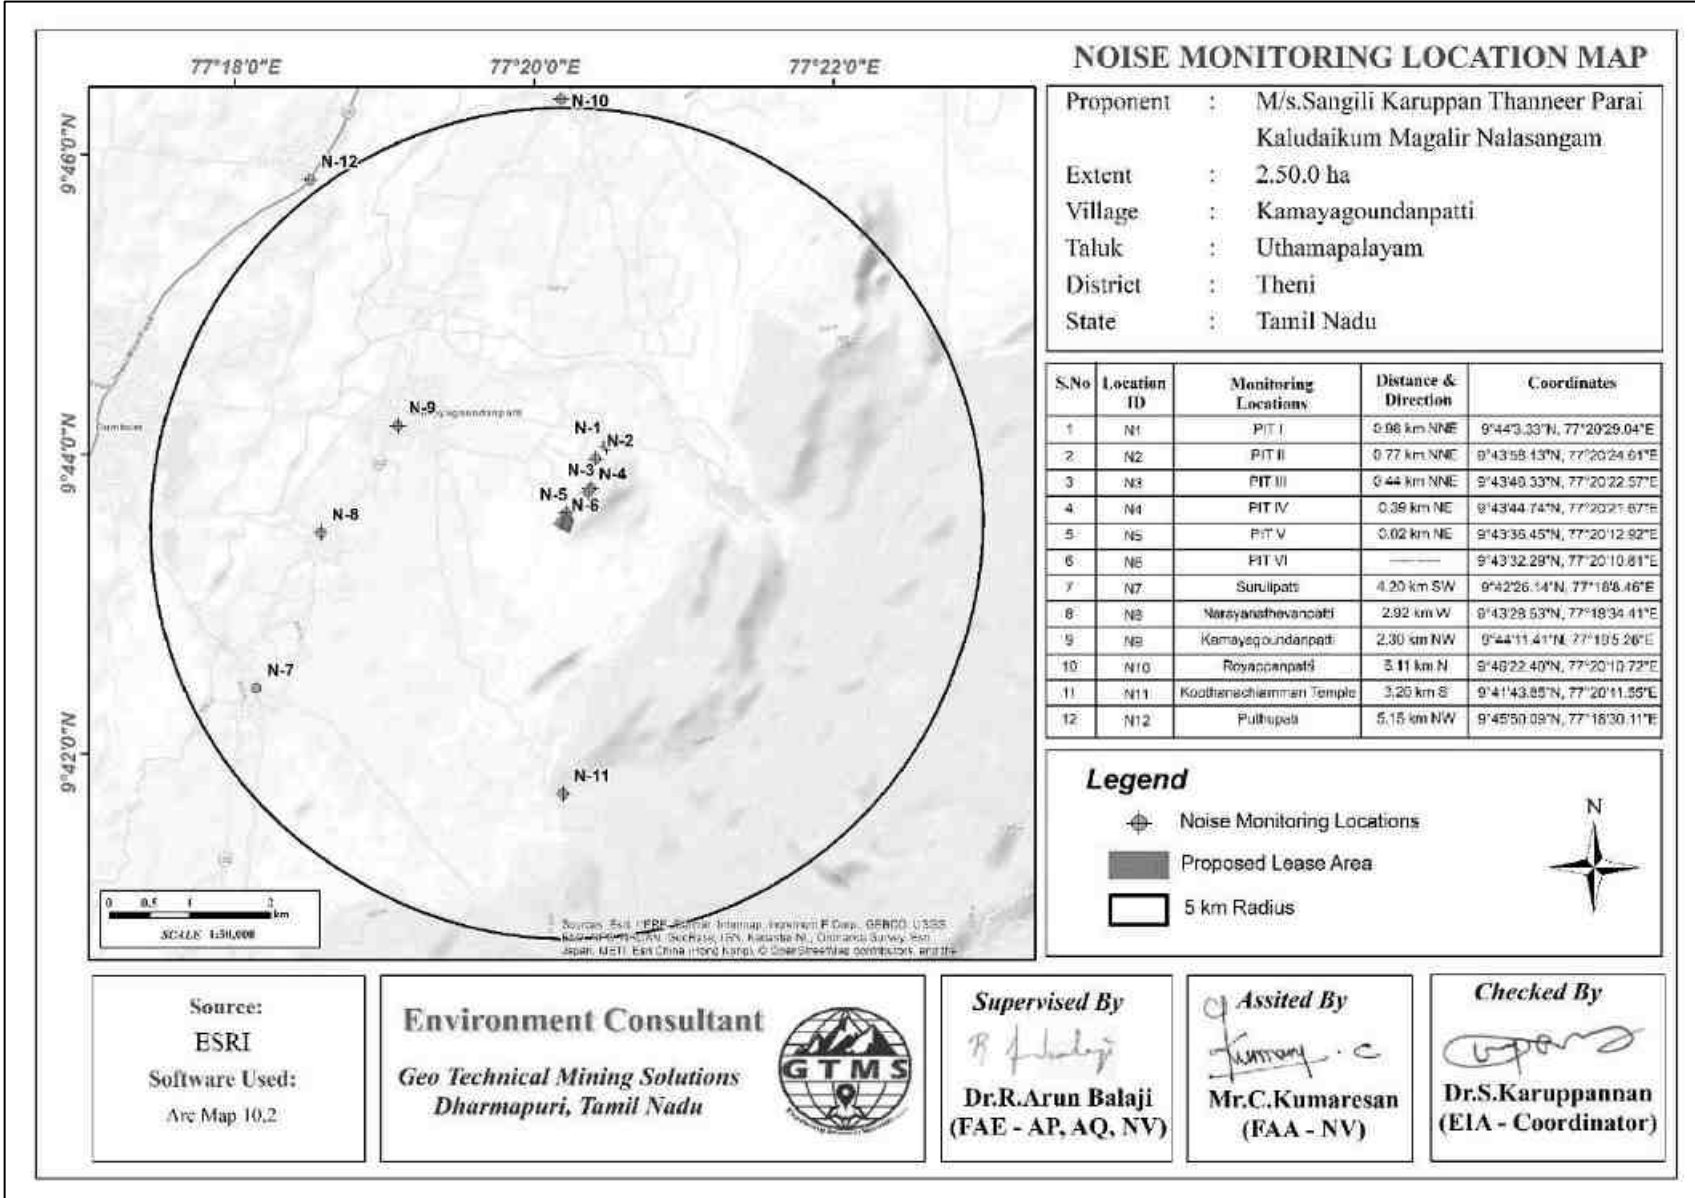 NOISE MONITORING LOCATION MAP
77°18'0"E 77°20'0"E 77°22'0"E
9°46'0"N
9°44'0"N
9°42'0"N
N-10
N-12
N-9
N-1
N-2
N-3 N-4
N-5
N-6
N-8
N-7
N-11
0 0.5 1 2
km
SCALE 1:50,000
Proponent : M/s.Sangili Karuppan Thanneer Parai
Kaludaikum Magalir Nalasangam
Extent : 2.50.0 ha
Village : Kamayagoundanpatti
Taluk : Uthamapalayam
District : Theni
State : Tamil Nadu
S.No Location ID Monitoring Locations Distance & Direction Coordinates
1 N1 PIT I 0.98 km NNE 9°44'3.33"N, 77°20'29.04"E
2 N2 PIT II 0.77 km NNE 9°43'58.13"N, 77°20'24.61"E
3 N3 PIT III 0.44 km NNE 77°20'22.57"E
4 N4 PIT IV 0.39 km NE 9°43'44.74"N, 77°20'21.67"E
5 N5 PIT V 0.02 km NE 9°43'36.45"N, 77°20'12.92"E
6 N6 PIT VI 9°43'32.29"N, 77°20'10.81"E
7 N7 Surulipatti 4.20 km SW 9°42'26.14"N, 77°18'8.46"E
8 N8 Narayanathevanpatti 2.92 km W 9°43'28.53"N, 77°18'34.41"E
9 N9 Kamayagoundanpatti 2.30 km NW 9°44'11.41"N, 77°19'5.26"E
10 N10 Royappanpatti 5.11 km N 9°46'22.40"N, 77°20'10.72"E
11 N11 Koothanachiamman Temple 3.20 km S 9°41'43.85"N, 77°20'11.55"E
12 N12 Puthupatti 5.15 km NW 9°45'50.09"N, 77°18'30.11"E
Legend
Noise Monitoring Locations
Proposed Lease Area
5 km Radius
N
Source:
ESRI
Software Used:
Arc Map 10.2
Environment Consultant
Geo Technical Mining Solutions
Dharmapuri, Tamil Nadu
GTMS
Supervised By
Dr.R.Arun Balaji
(FAE - AP, AQ, NV)
Assited By
Mr.C.Kumaresan
(FAA - NV)
Checked By
Dr.S.Karuppannan
(EIA - Coordinator)